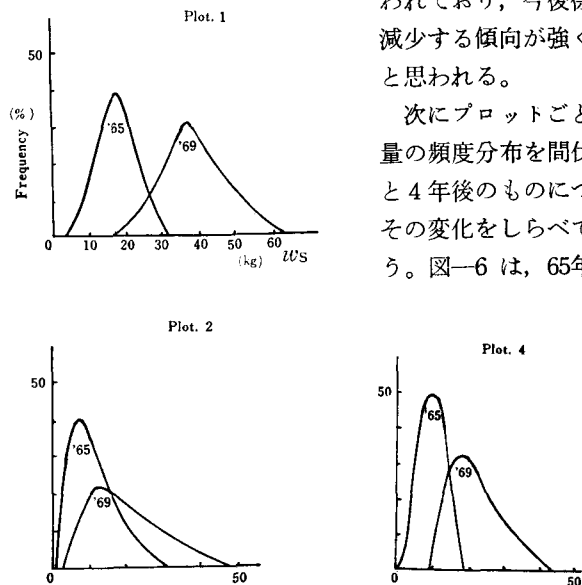 Plot. 1
50
(%)
Frequency
'65
'69
0 10 20 30 40 50 60
(kg) ws
われており,今後
減少する傾向が強く
と思われる。
次にプロットごと
量の頻度分布を間伐
と4年後のものにつ
その変化をしらべて
う。図―6 は,65年
Plot. 2
50
'65
'69
0 50
Plot. 4
50
'65
'69
0 50